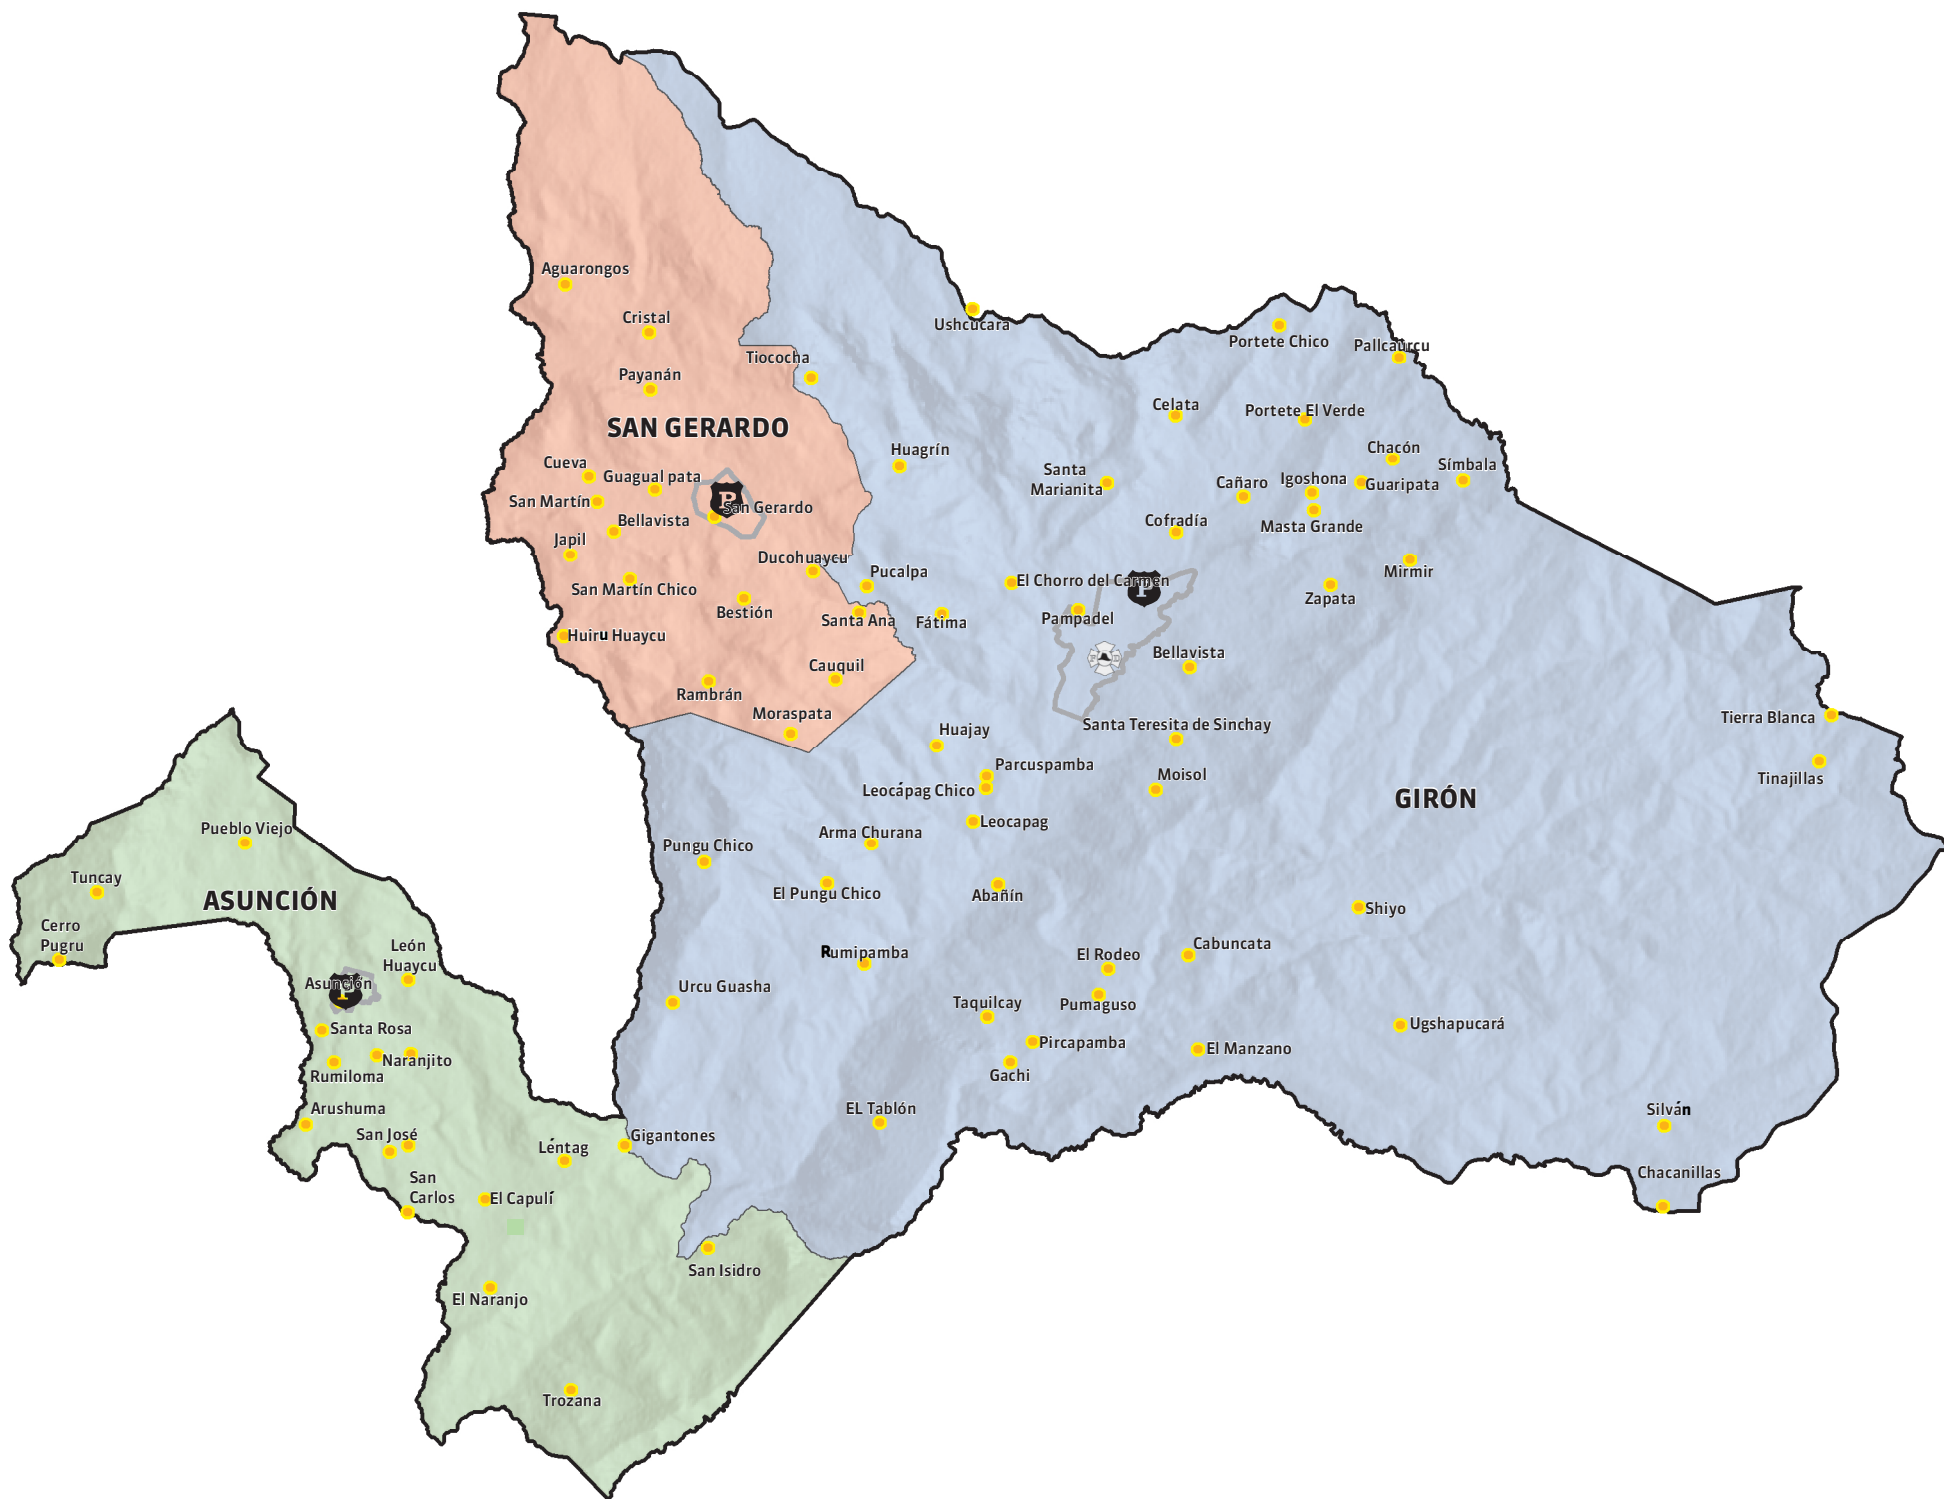 Aguarongos
Cristal
Ushcucara
Portete Chico
Pallcaurcu
Tiococha
Payanán
Celata
Portete El Verde
SAN GERARDO
Huagrín
Chacón
Cueva
Guagual pata
Santa
Marianita
Cañaro
Igoshona
Guaripata
Símbala
San Martín
P
San Gerardo
Bellavista
Cofradía
Masta Grande
Japil
Ducohuaycu
Pucalpa
El Chorro del Carmen
P
Mirmir
San Martín Chico
Bestión
Santa Ana
Fátima
Pampadel
Zapata
Huiru Huaycu
Cauquil
Bellavista
Rambrán
Moraspata
Huajay
Santa Teresita de Sinchay
Tierra Blanca
Parcuspamba
Moisol
Tinajillas
Leocápag Chico
GIRÓN
Leocapag
Pueblo Viejo
Arma Churana
Pungu Chico
Tuncay
El Pungu Chico
Abañín
ASUNCIÓN
Shiyo
Cerro
Pugru
León
Huaycu
Rumipamba
El Rodeo
Cabuncata
Asunción
P
Urcu Guasha
Taquilcay
Pumaguso
Santa Rosa
Ugshapucará
Naranjito
Pircapamba
El Manzano
Rumiloma
Gachi
Arushuma
EL Tablón
Silván
San José
Léntag
Gigantones
San
Carlos
El Capulí
Chacanillas
San Isidro
El Naranjo
Trozana